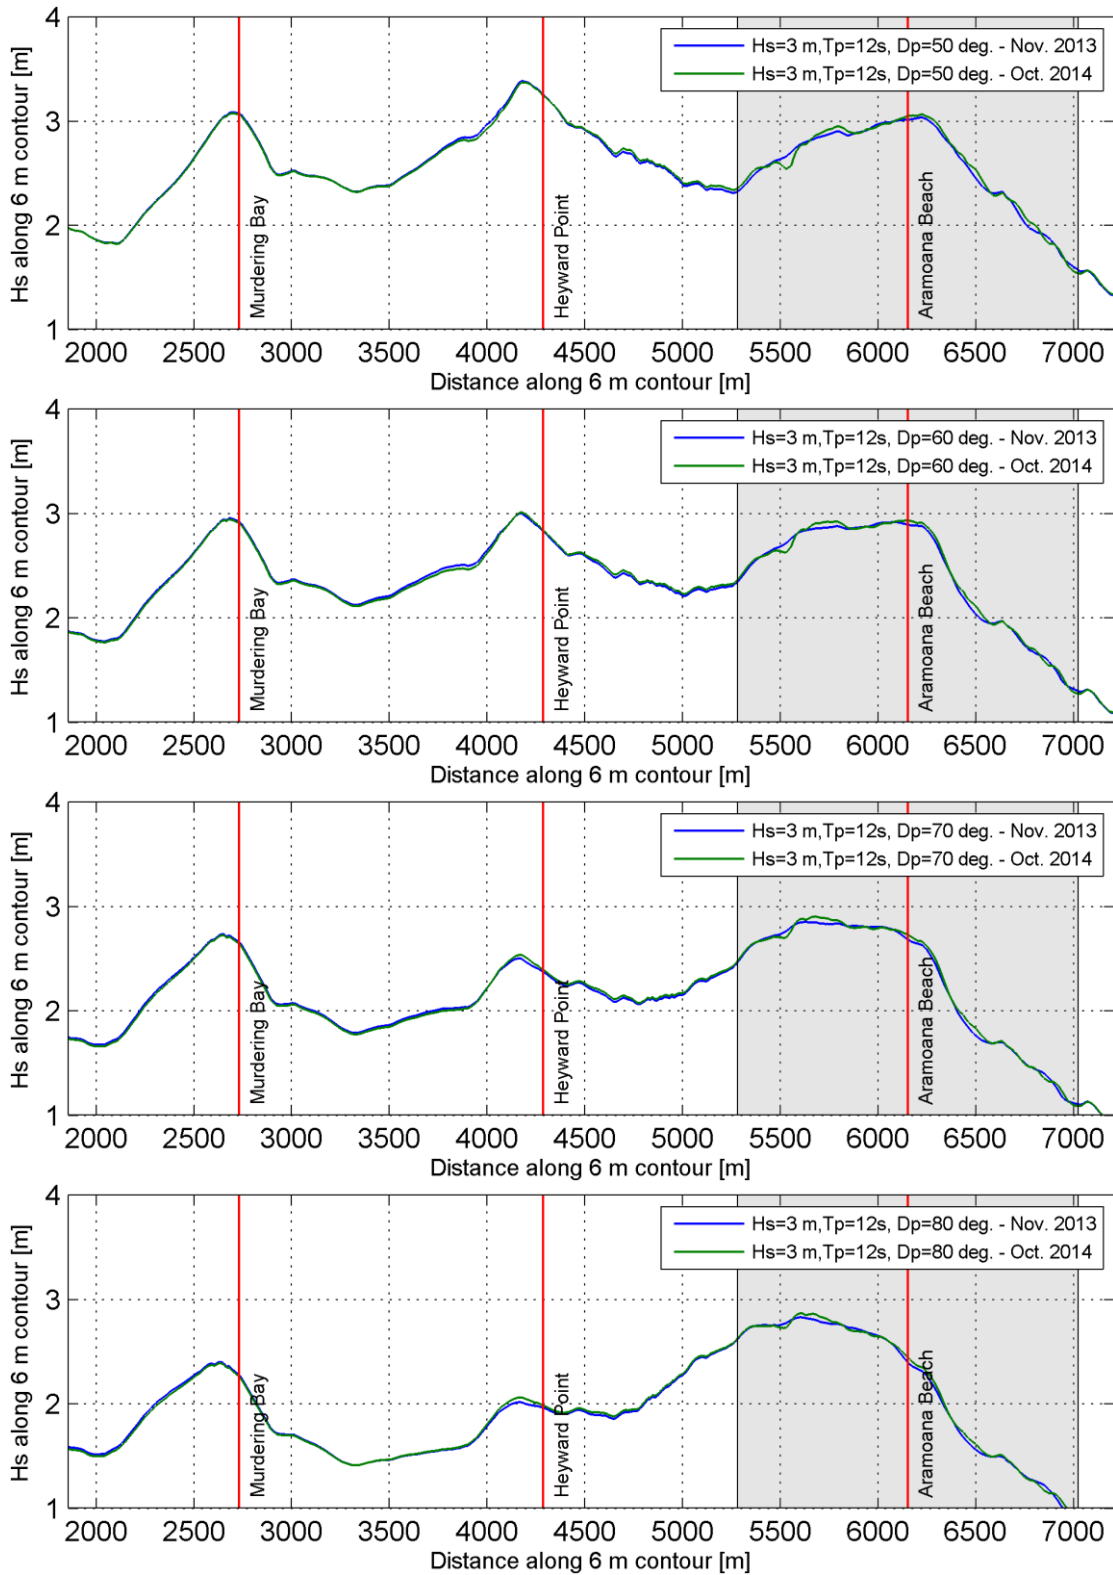 Hs along 6 m contour [m]
4
3
2
1
Hs=3 m,Tp=12s, Dp=50 deg. - Nov. 2013
Hs=3 m,Tp=12s, Dp=50 deg. - Oct. 2014
Murdering Bay
Heyward Point
Aramoana Beach
2000 2500 3000 3500 4000 4500 5000 5500 6000 6500 7000
Distance along 6 m contour [m]
Hs along 6 m contour [m]
4
3
2
1
Hs=3 m,Tp=12s, Dp=60 deg. - Nov. 2013
Hs=3 m,Tp=12s, Dp=60 deg. - Oct. 2014
Murdering Bay
Heyward Point
Aramoana Beach
2000 2500 3000 3500 4000 4500 5000 5500 6000 6500 7000
Distance along 6 m contour [m]
Hs along 6 m contour [m]
4
3
2
1
Hs=3 m,Tp=12s, Dp=70 deg. - Nov. 2013
Hs=3 m,Tp=12s, Dp=70 deg. - Oct. 2014
Murdering Bay
Heyward Point
Aramoana Beach
2000 2500 3000 3500 4000 4500 5000 5500 6000 6500 7000
Distance along 6 m contour [m]
Hs along 6 m contour [m]
4
3
2
1
Hs=3 m,Tp=12s, Dp=80 deg. - Nov. 2013
Hs=3 m,Tp=12s, Dp=80 deg. - Oct. 2014
Murdering Bay
Heyward Point
Aramoana Beach
2000 2500 3000 3500 4000 4500 5000 5500 6000 6500 7000
Distance along 6 m contour [m]